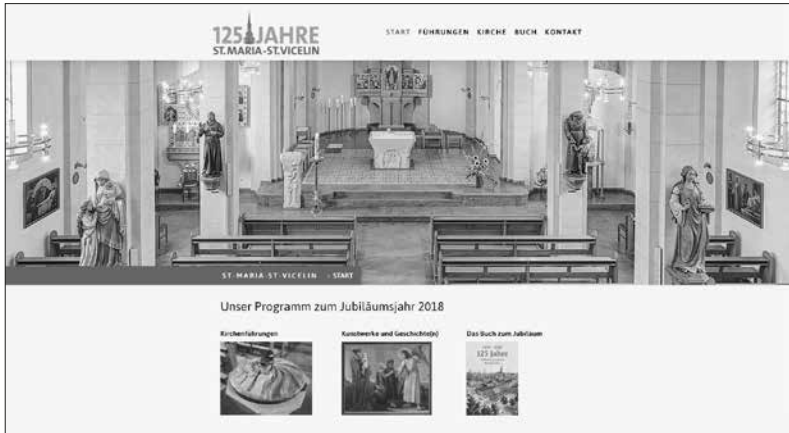 125 JAHRE
ST.MARIA-ST.VICELIN
START FÜHRUNGEN KIRCHE BUCH KONTAKT
ST-MARIA-ST-VICELIN › START
Unser Programm zum Jubiläumsjahr 2018
Kirchenführungen
Kunstwerke und Geschichte(n)
Das Buch zum Jubiläum
125 Jahre